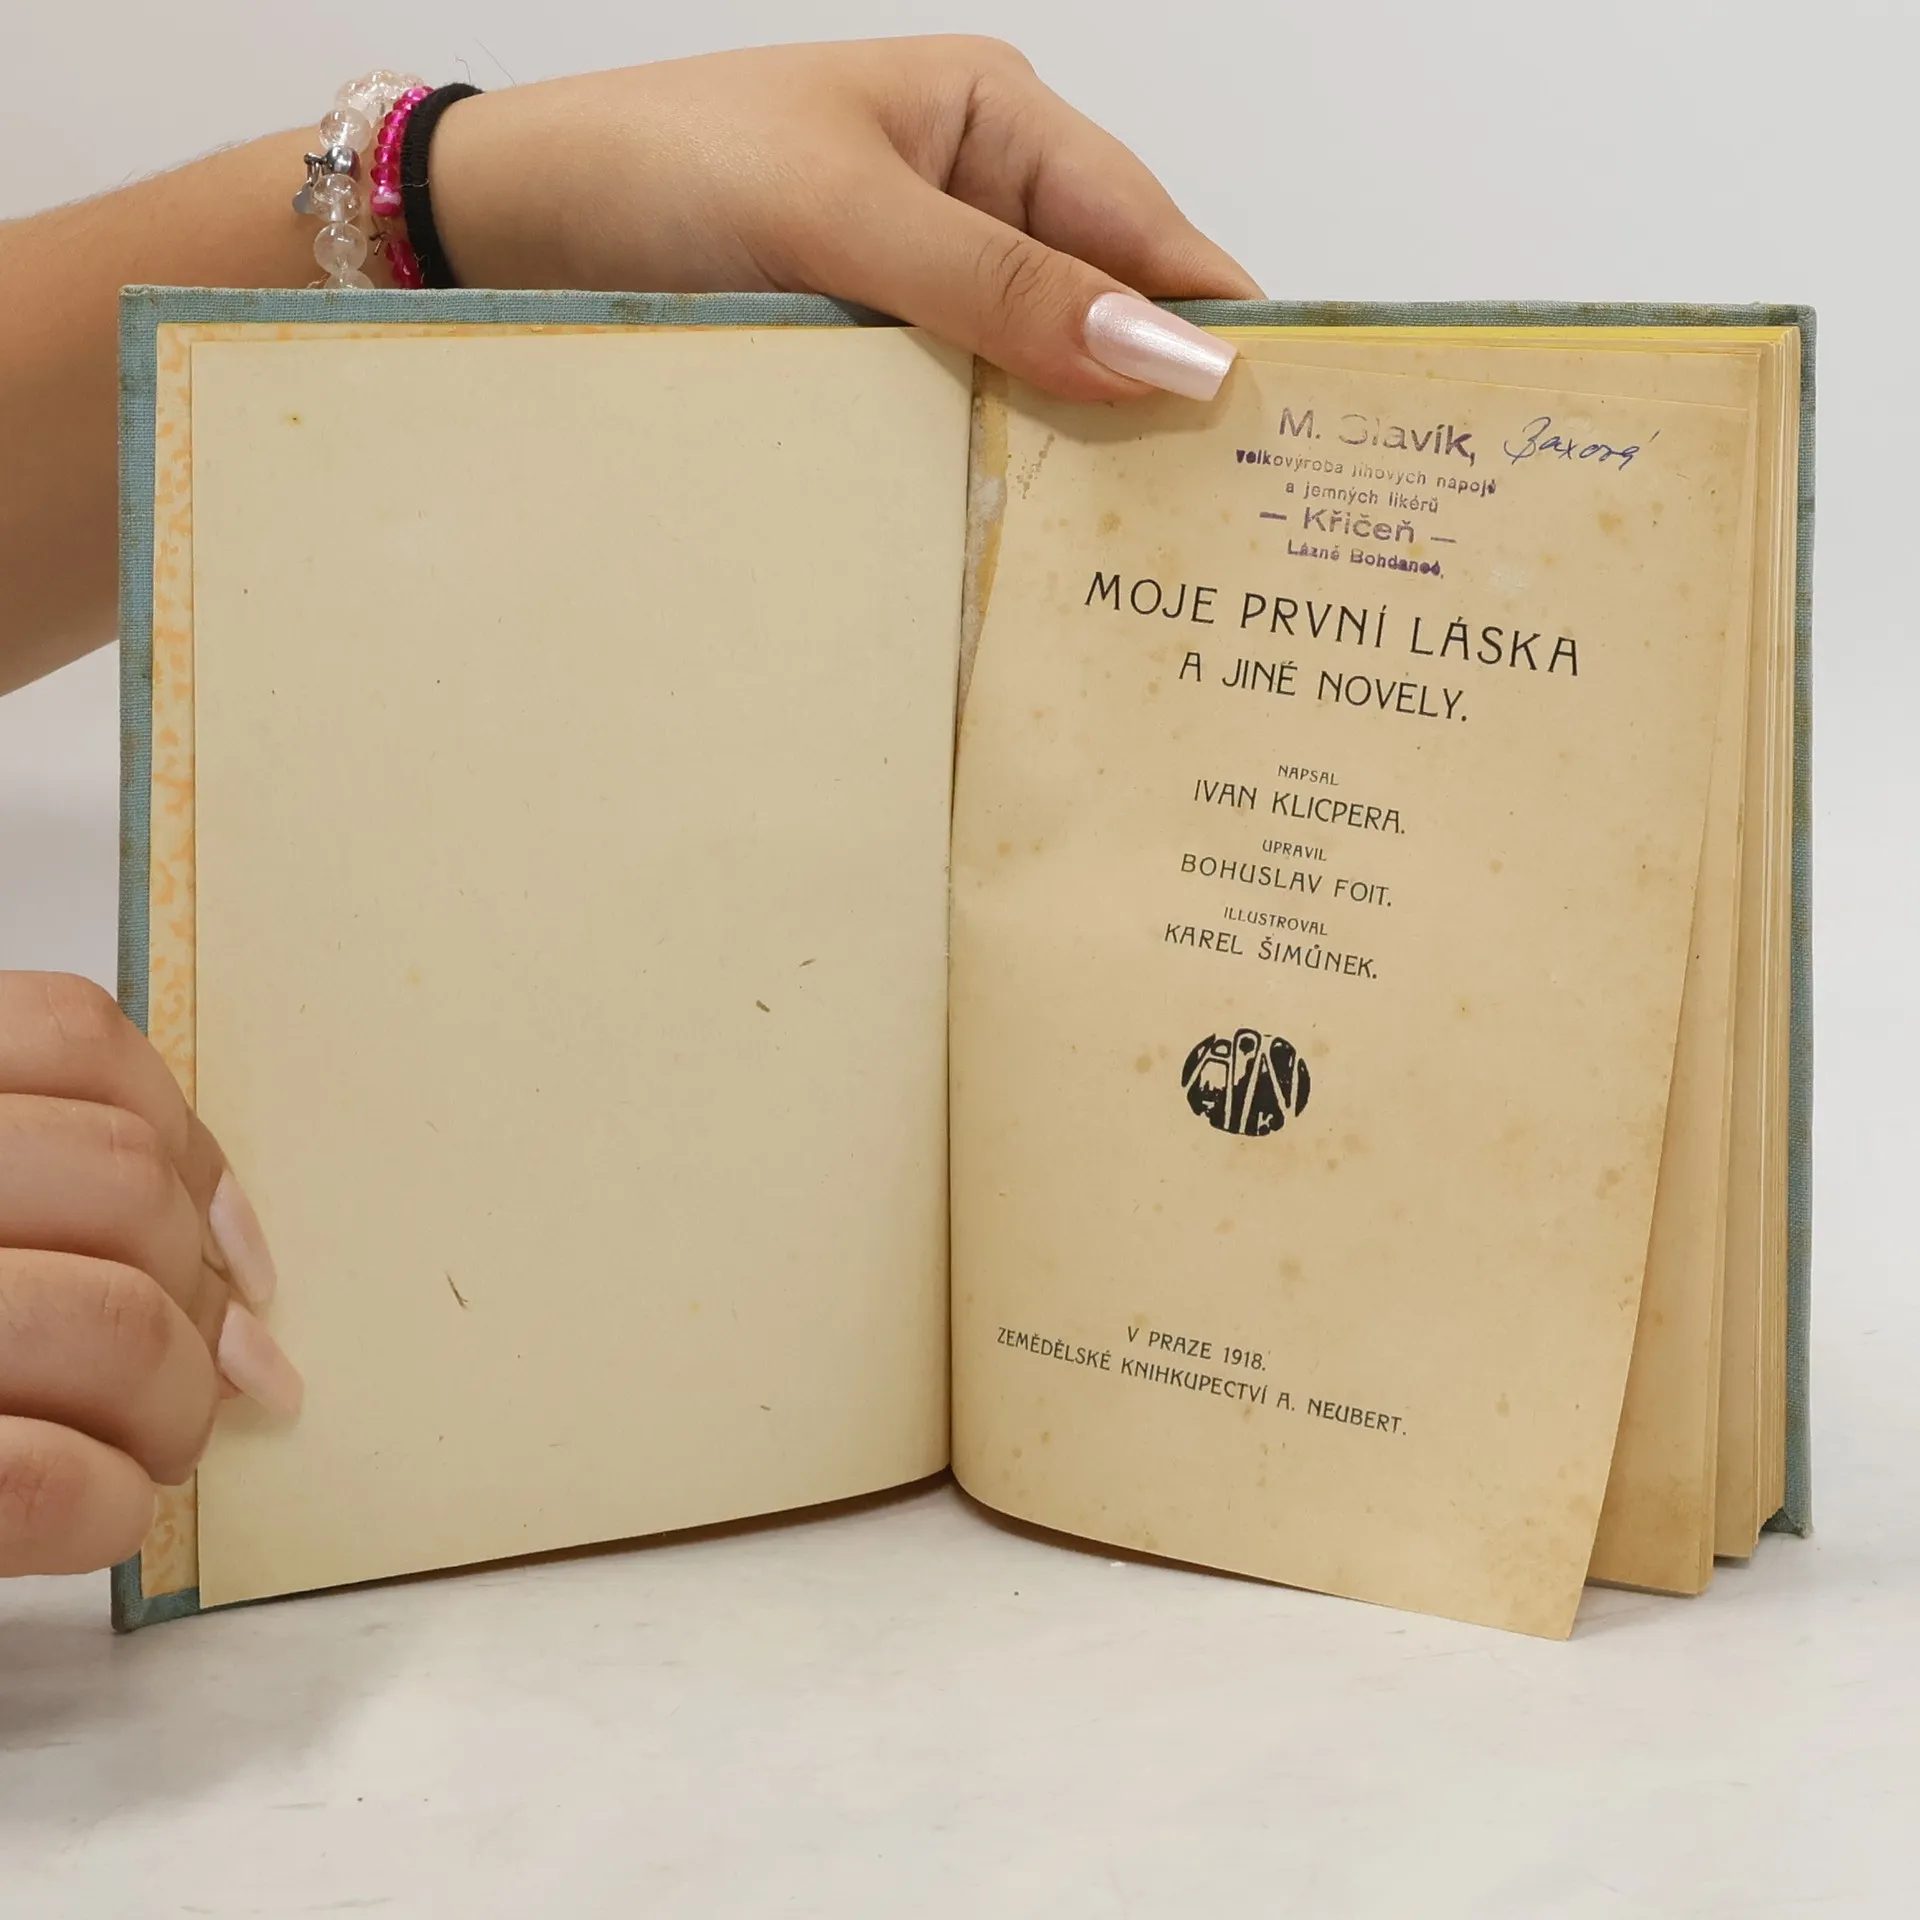 M. Slavík,
velkovýroba lihových nápojů
a jemných likérů
— Křičeň —
Lázně Bohdaneč.
MOJE PRVNÍ LÁSKA
A JINÉ NOVELY.
NAPSAL
IVAN KLICPERA.
UPRAVIL
BOHUSLAV FOIT.
ILLUSTROVAL
KAREL ŠIMŮNEK.
V PRAZE 1918.
ZEMĚDĚLSKÉ KNIHKUPECTVÍ A. NEUBERT.